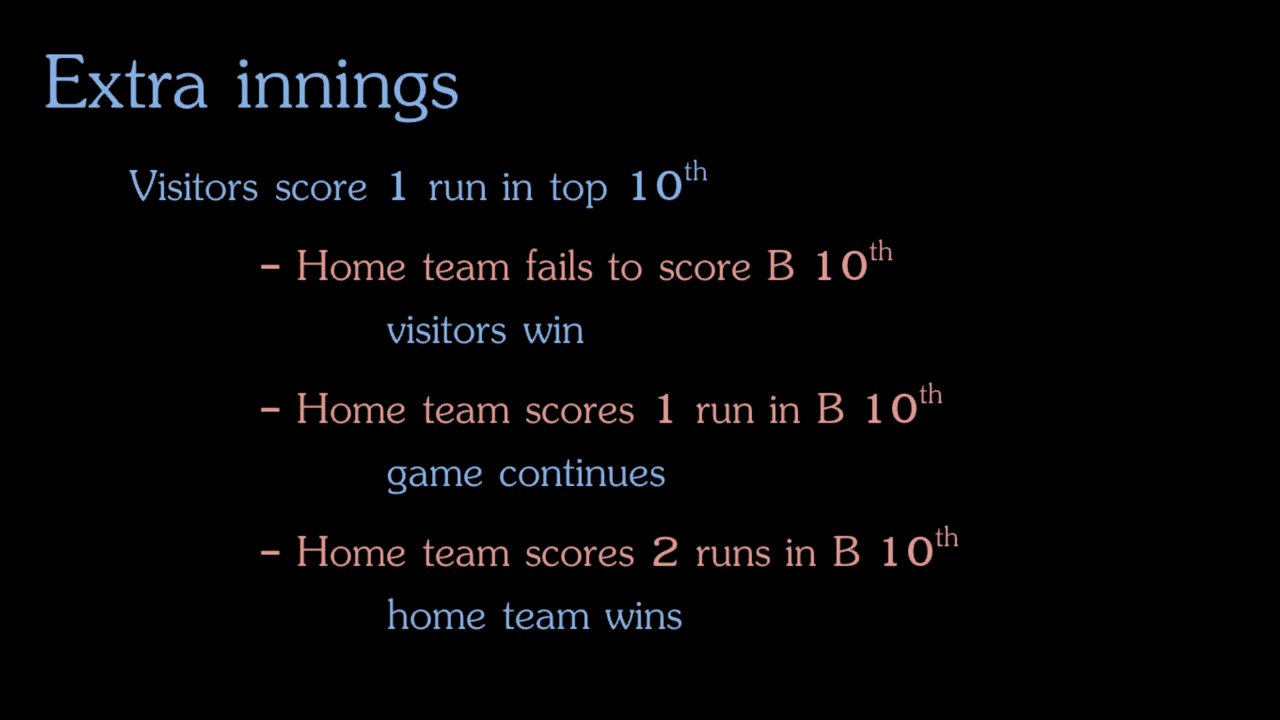 Extra innings
Visitors score 1 run in top 10th
– Home team fails to score B 10th
visitors win
– Home team scores 1 run in B 10th
game continues
– Home team scores 2 runs in B 10th
home team wins